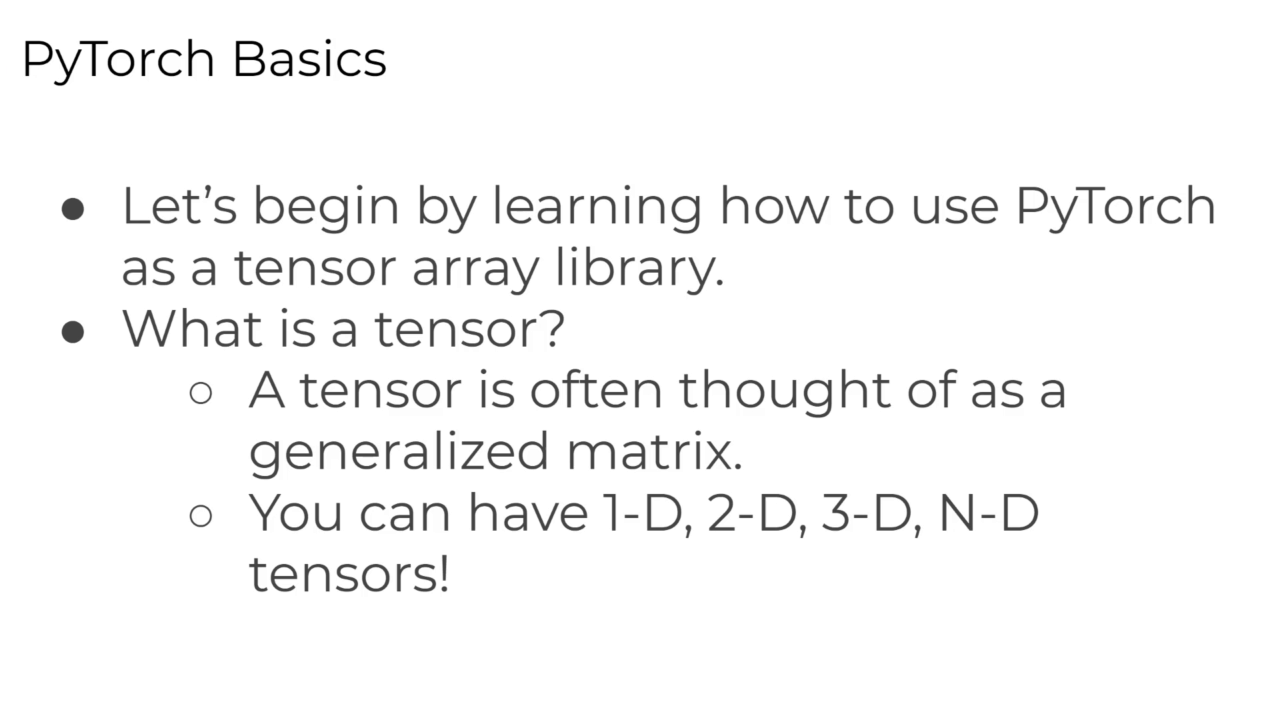 PyTorch Basics
● Let’s begin by learning how to use PyTorch
as a tensor array library.
● What is a tensor?
○ A tensor is often thought of as a
generalized matrix.
○ You can have 1-D, 2-D, 3-D, N-D
tensors!